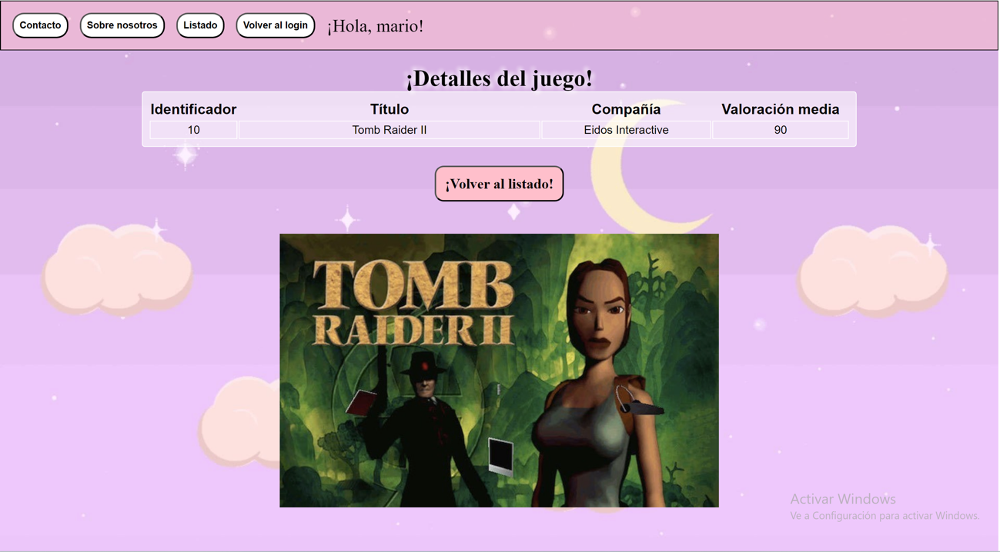 Contacto Sobre nosotros Listado Volver al login ¡Hola, mario!
¡Detalles del juego!
Identificador Título Compañía Valoración media
10 Tomb Raider II Eidos Interactive 90
¡Volver al listado!
TOMB
RAIDER II
Activar Windows
Ve a Configuración para activar Windows.